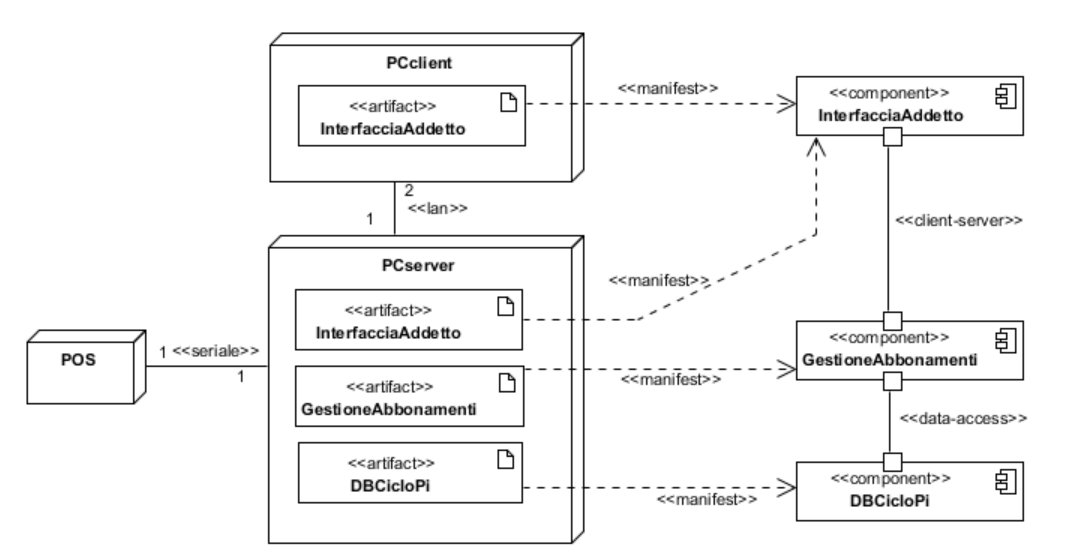 PCclient
<<artifact>>
InterfacciaAddetto
<<manifest>>
<<component>>
InterfacciaAddetto
2
<<lan>>
1
<<client-server>>
PCserver
<<artifact>>
InterfacciaAddetto
<<manifest>>
POS
1 <<seriale>>
1
<<artifact>>
GestioneAbbonamenti
<<manifest>>
<<component>>
GestioneAbbonamenti
<<data-access>>
<<artifact>>
DBCicloPi
<<manifest>>
<<component>>
DBCicloPi